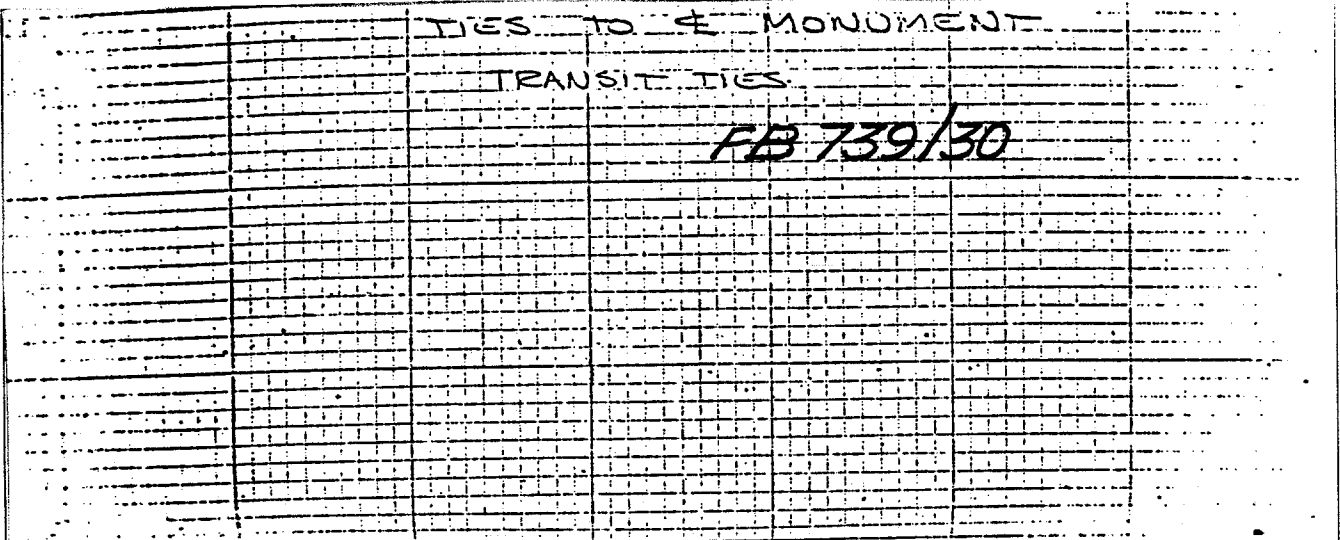 TIES TO ℄ MONUMENT
TRANSIT TIES
FB 739/30